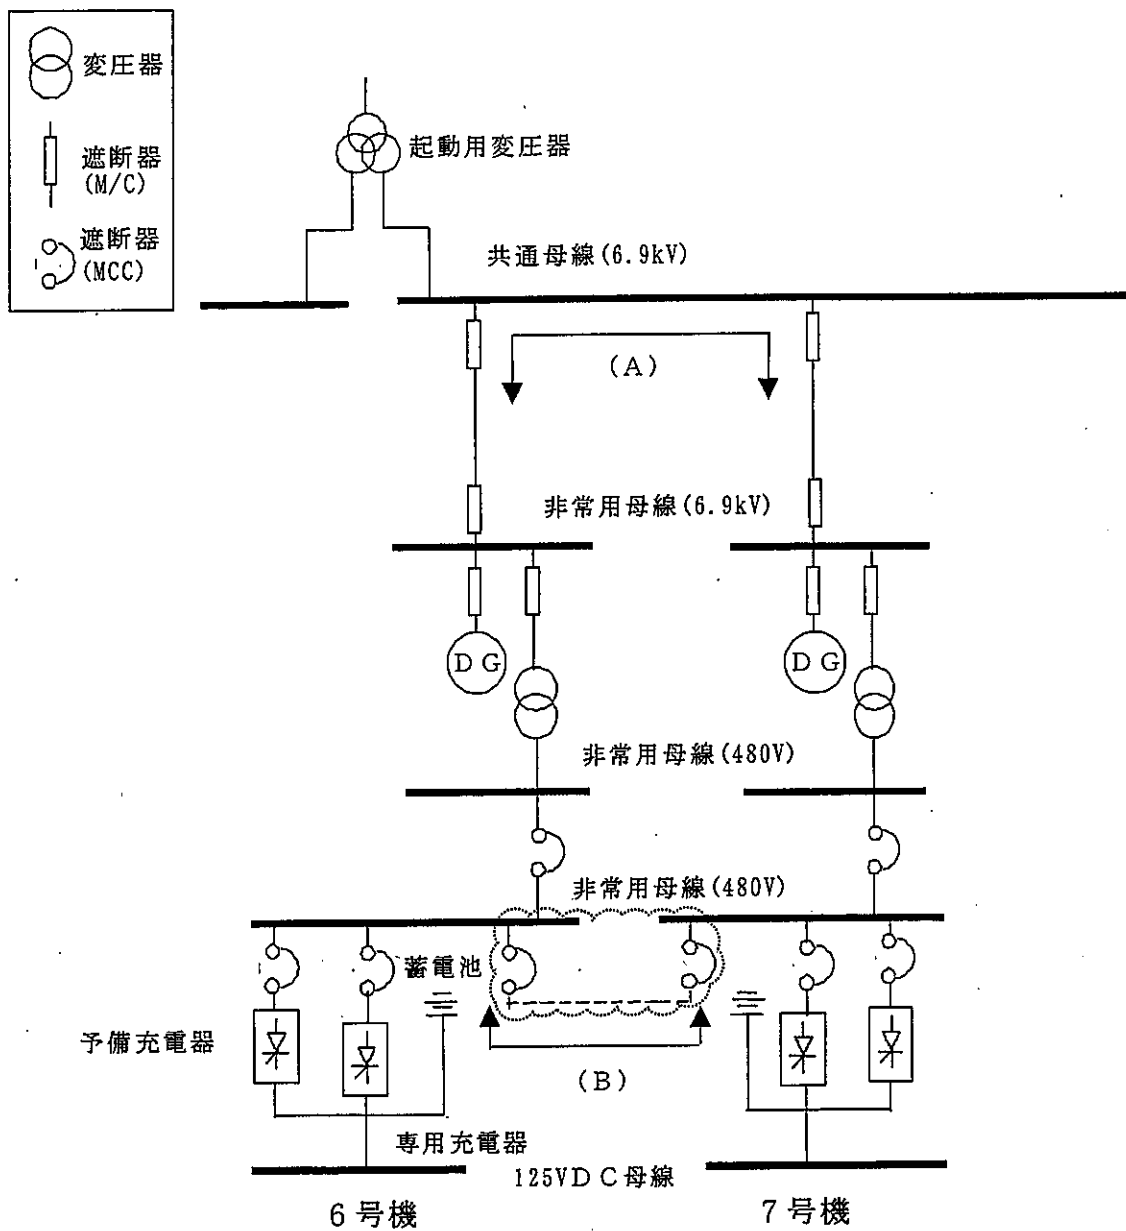 変圧器
遮断器
(M/C)
遮断器
(MCC)
起動用変圧器
共通母線(6.9kV)
(A)
非常用母線(6.9kV)
DG
DG
非常用母線(480V)
非常用母線(480V)
蓄電池
予備充電器
(B)
専用充電器
125VDC母線
6号機
7号機